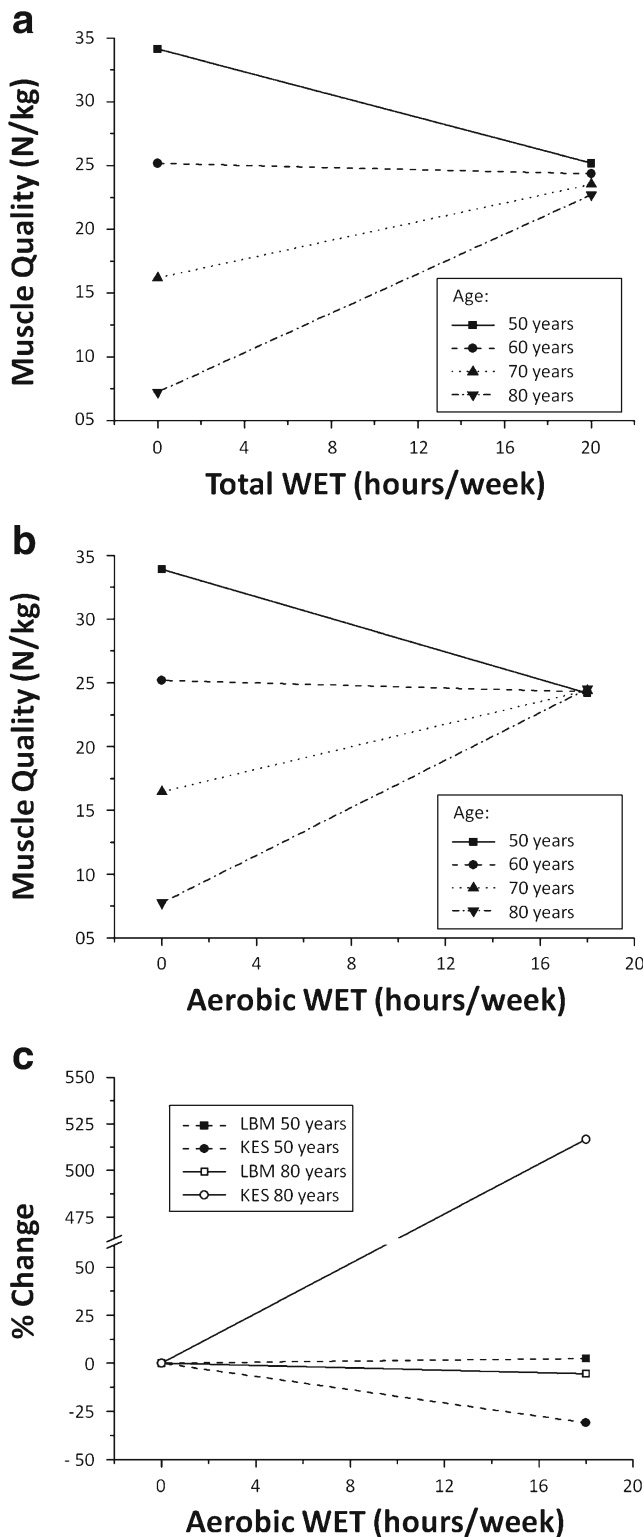 a
35
30
25
20
15
10
05
Muscle Quality (N/kg)
Age:
50 years
60 years
70 years
80 years
0 4 8 12 16 20
Total WET (hours/week)
b
35
30
25
20
15
10
05
Muscle Quality (N/kg)
Age:
50 years
60 years
70 years
80 years
0 4 8 12 16 20
Aerobic WET (hours/week)
c
550
525
500
475
50
25
0
-25
-50
% Change
LBM 50 years
KES 50 years
LBM 80 years
KES 80 years
0 4 8 12 16 20
Aerobic WET (hours/week)